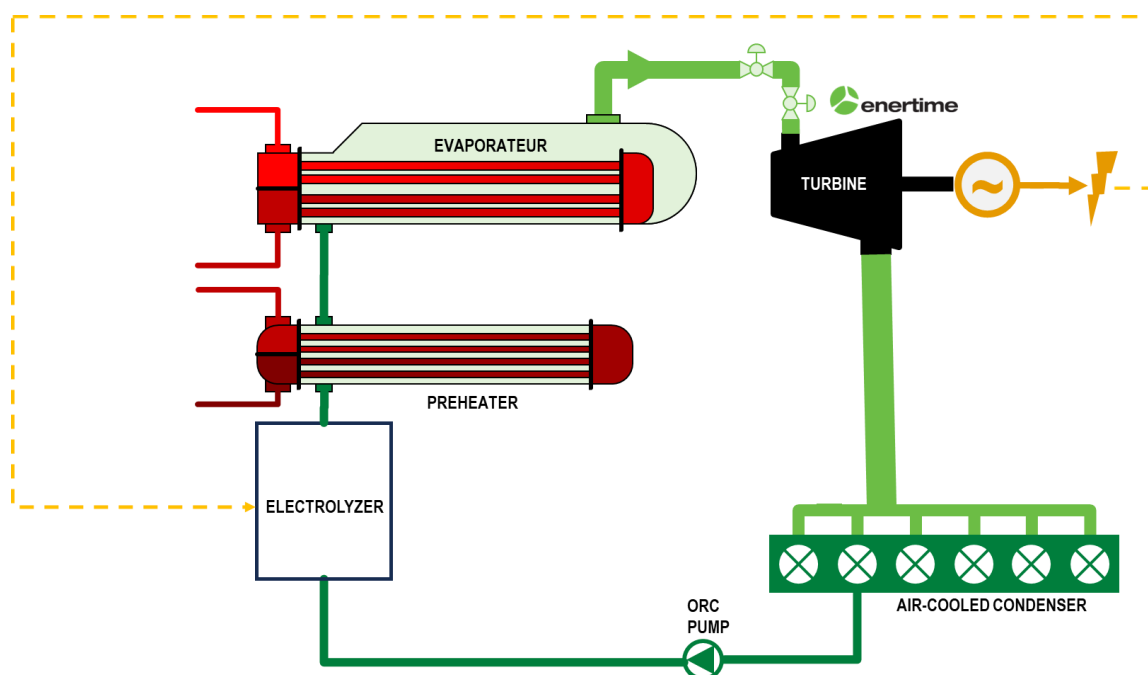 EVAPORATEUR
enertime
TURBINE
PREHEATER
ELECTROLYZER
ORC
PUMP
AIR-COOLED CONDENSER